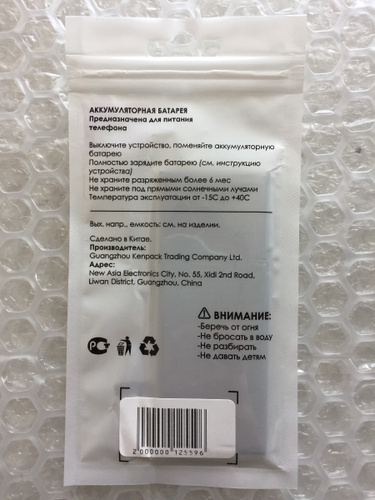 АККУМУЛЯТОРНАЯ БАТАРЕЯ
Предназначена для питания
телефона
Выключите устройство, поменяйте аккумуляторную
батарею
Полностью зарядите батарею (см. инструкцию
устройства)
Не храните разряженным более 6 мес
Не храните под прямыми солнечными лучами
Температура эксплуатации от -15С до +40С
Вых. напр., емкость: см. на изделии.
Сделано в Китае.
Производитель:
Guangzhou Kenpack Trading Company Ltd.
Адрес:
New Asia Electronics City, No. 55, Xidi 2nd Road,
Liwan District, Guangzhou, China
ВНИМАНИЕ:
-Беречь от огня
-Не бросать в воду
-Не разбирать
-Не давать детям
2 000000 125596